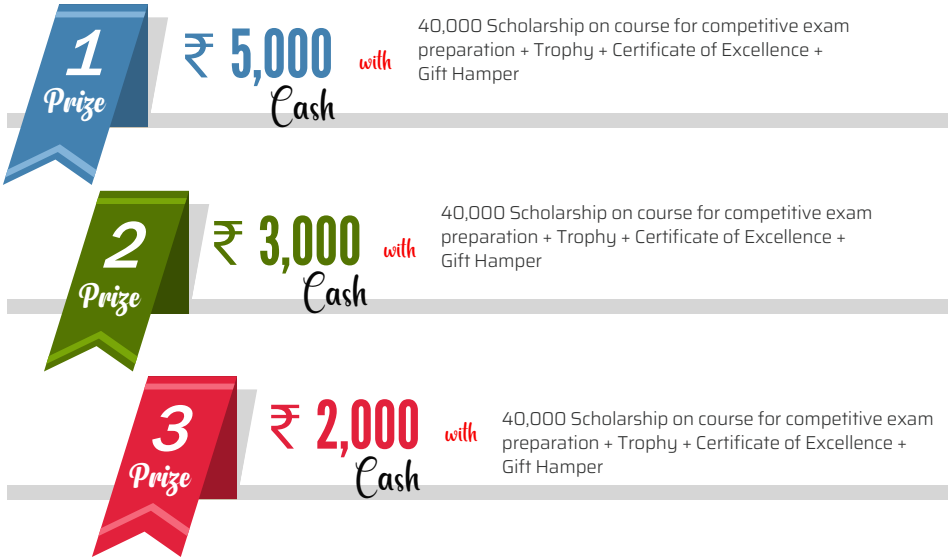 1
Prize
₹ 5,000
Cash
with
40,000 Scholarship on course for competitive exam
preparation + Trophy + Certificate of Excellence +
Gift Hamper
2
Prize
₹ 3,000
Cash
with
40,000 Scholarship on course for competitive exam
preparation + Trophy + Certificate of Excellence +
Gift Hamper
3
Prize
₹ 2,000
Cash
with
40,000 Scholarship on course for competitive exam
preparation + Trophy + Certificate of Excellence +
Gift Hamper